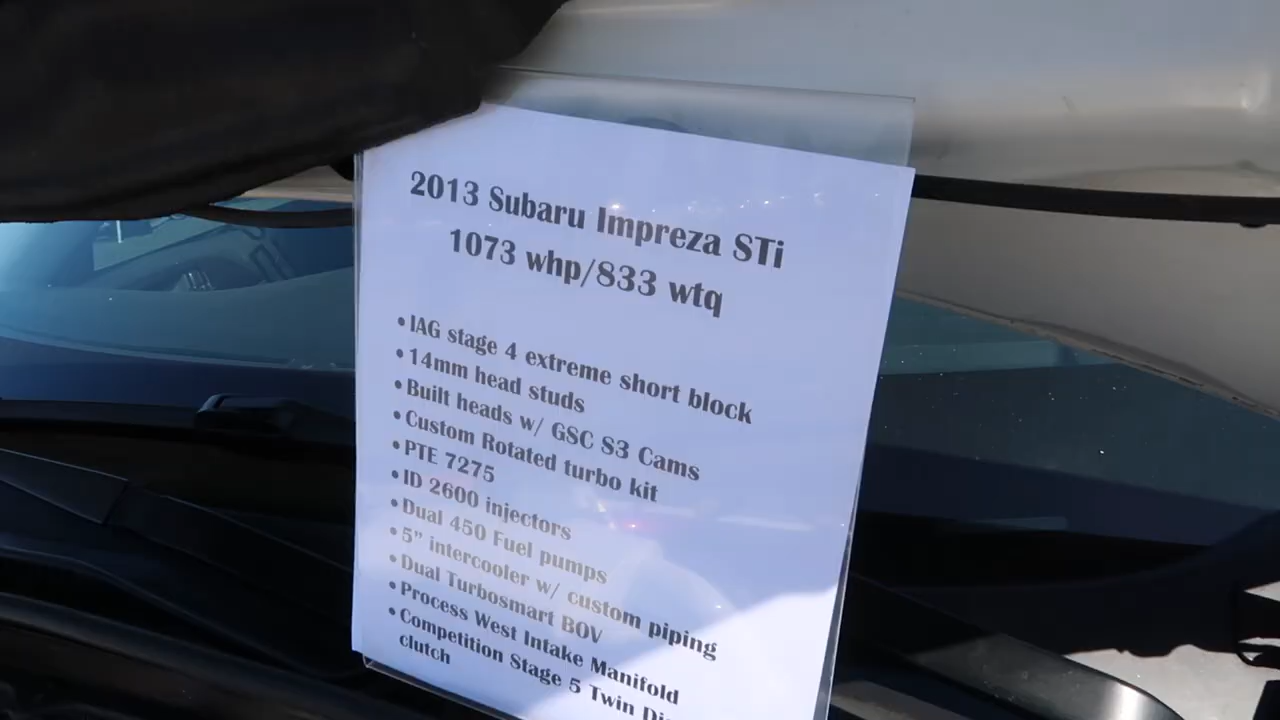 2013 Subaru Impreza STi
1073 whp/833 wtq
• IAG stage 4 extreme short block
• 14mm head studs
• Built heads w/ GSC S3 Cams
• Custom Rotated turbo kit
• PTE 7275
• ID 2600 injectors
• Dual 450 Fuel pumps
• 5” intercooler w/ custom piping
• Dual Turbosmart BOV
• Process West Intake Manifold
• Competition Stage 5 Twin
clutch